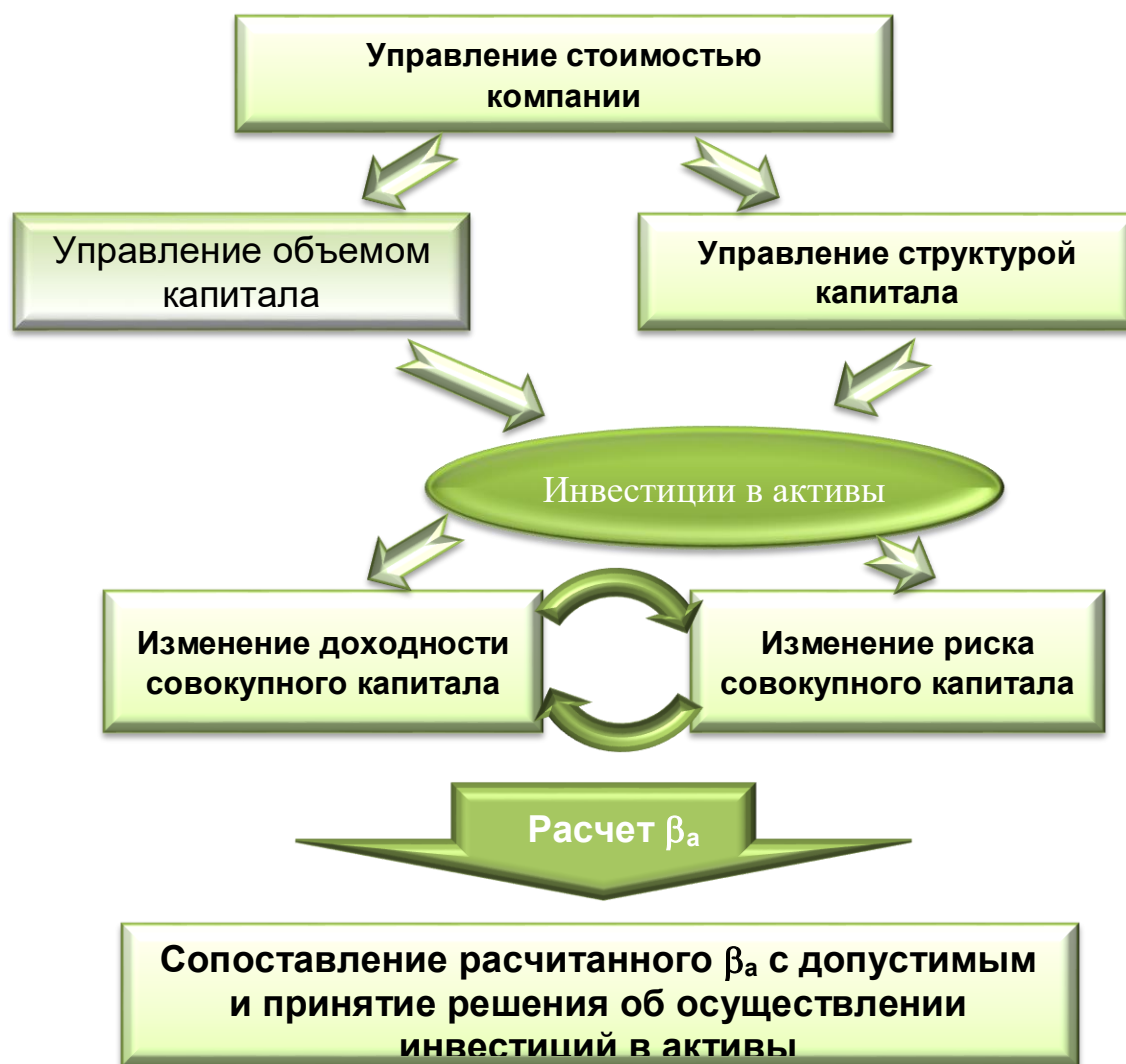 Управление стоимостью
компании
Управление объемом
капитала
Управление структурой
капитала
Инвестиции в активы
Изменение доходности
совокупного капитала
Изменение риска
совокупного капитала
Расчет βа
Сопоставление расчитанного βа с допустимым
и принятие решения об осуществлении
инвестиций в активы